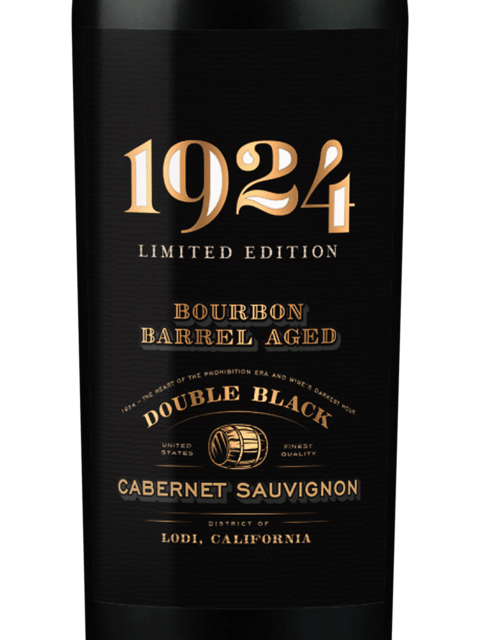 1924
LIMITED EDITION
BOURBON
BARREL AGED
1924 – THE HEART OF THE PROHIBITION ERA AND WINE'S DARKEST HOUR
DOUBLE BLACK
UNITED STATES
FINEST QUALITY
CABERNET SAUVIGNON
DISTRICT OF
LODI, CALIFORNIA